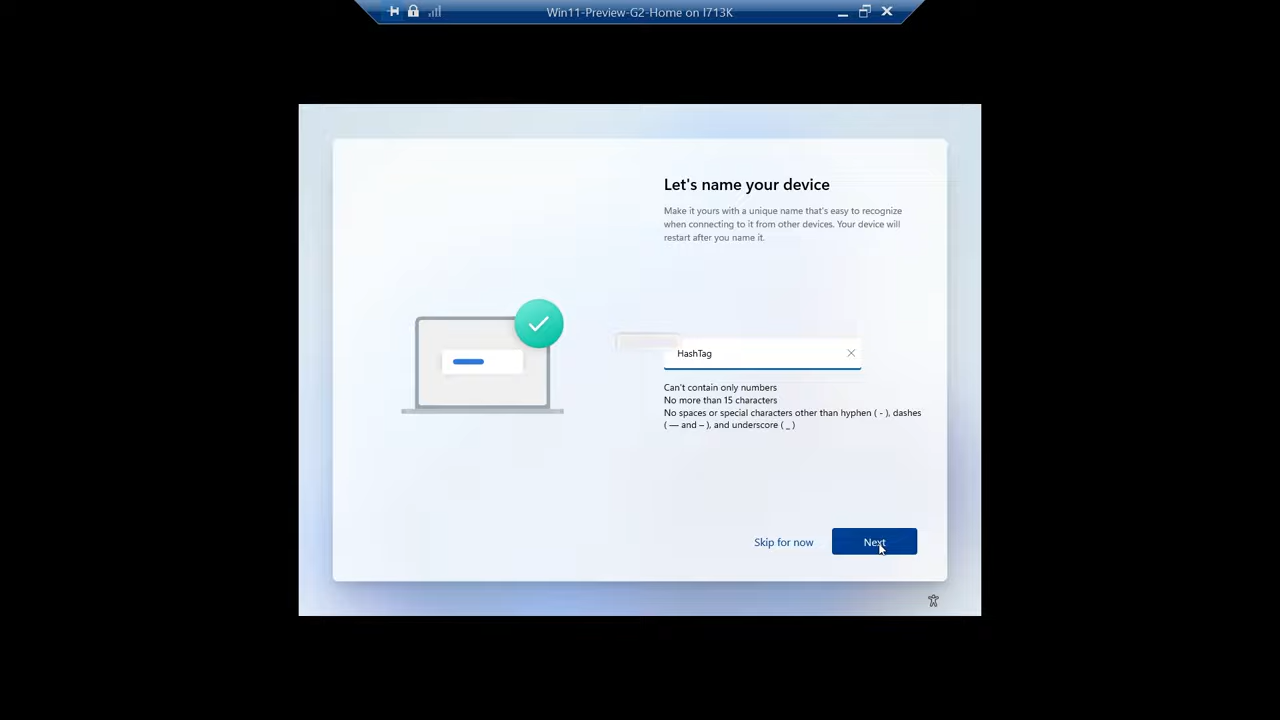 Win11-Preview-G2-Home on I713K
Let's name your device
Make it yours with a unique name that's easy to recognize
when connecting to it from other devices. Your device will
restart after you name it.
HashTag
Can't contain only numbers
No more than 15 characters
No spaces or special characters other than hyphen ( - ), dashes
( — and – ), and underscore ( _ )
Skip for now
Next